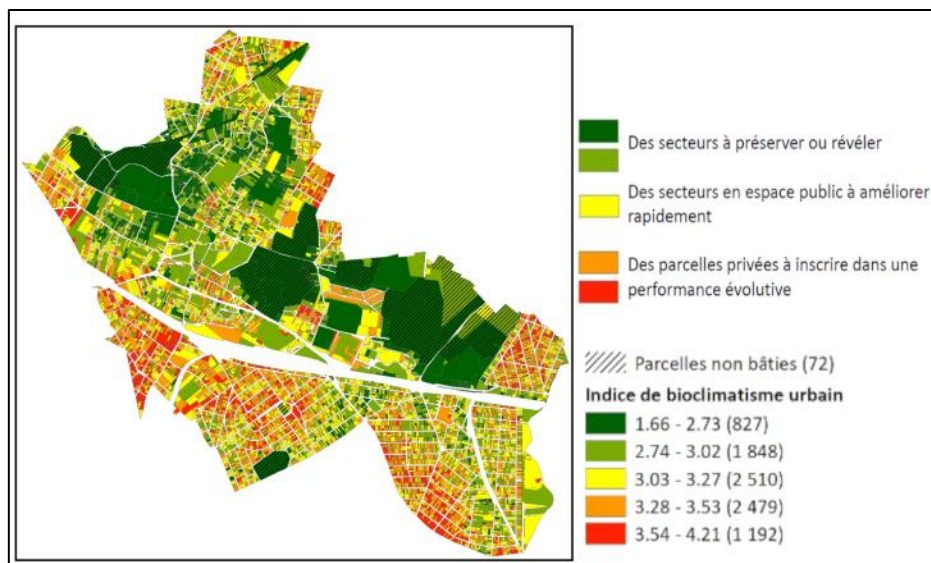 Des secteurs à préserver ou révéler
Des secteurs en espace public à améliorer
rapidement
Des parcelles privées à inscrire dans une
performance évolutive
Parcelles non bâties (72)
Indice de bioclimatisme urbain
1.66 - 2.73 (827)
2.74 - 3.02 (1 848)
3.03 - 3.27 (2 510)
3.28 - 3.53 (2 479)
3.54 - 4.21 (1 192)